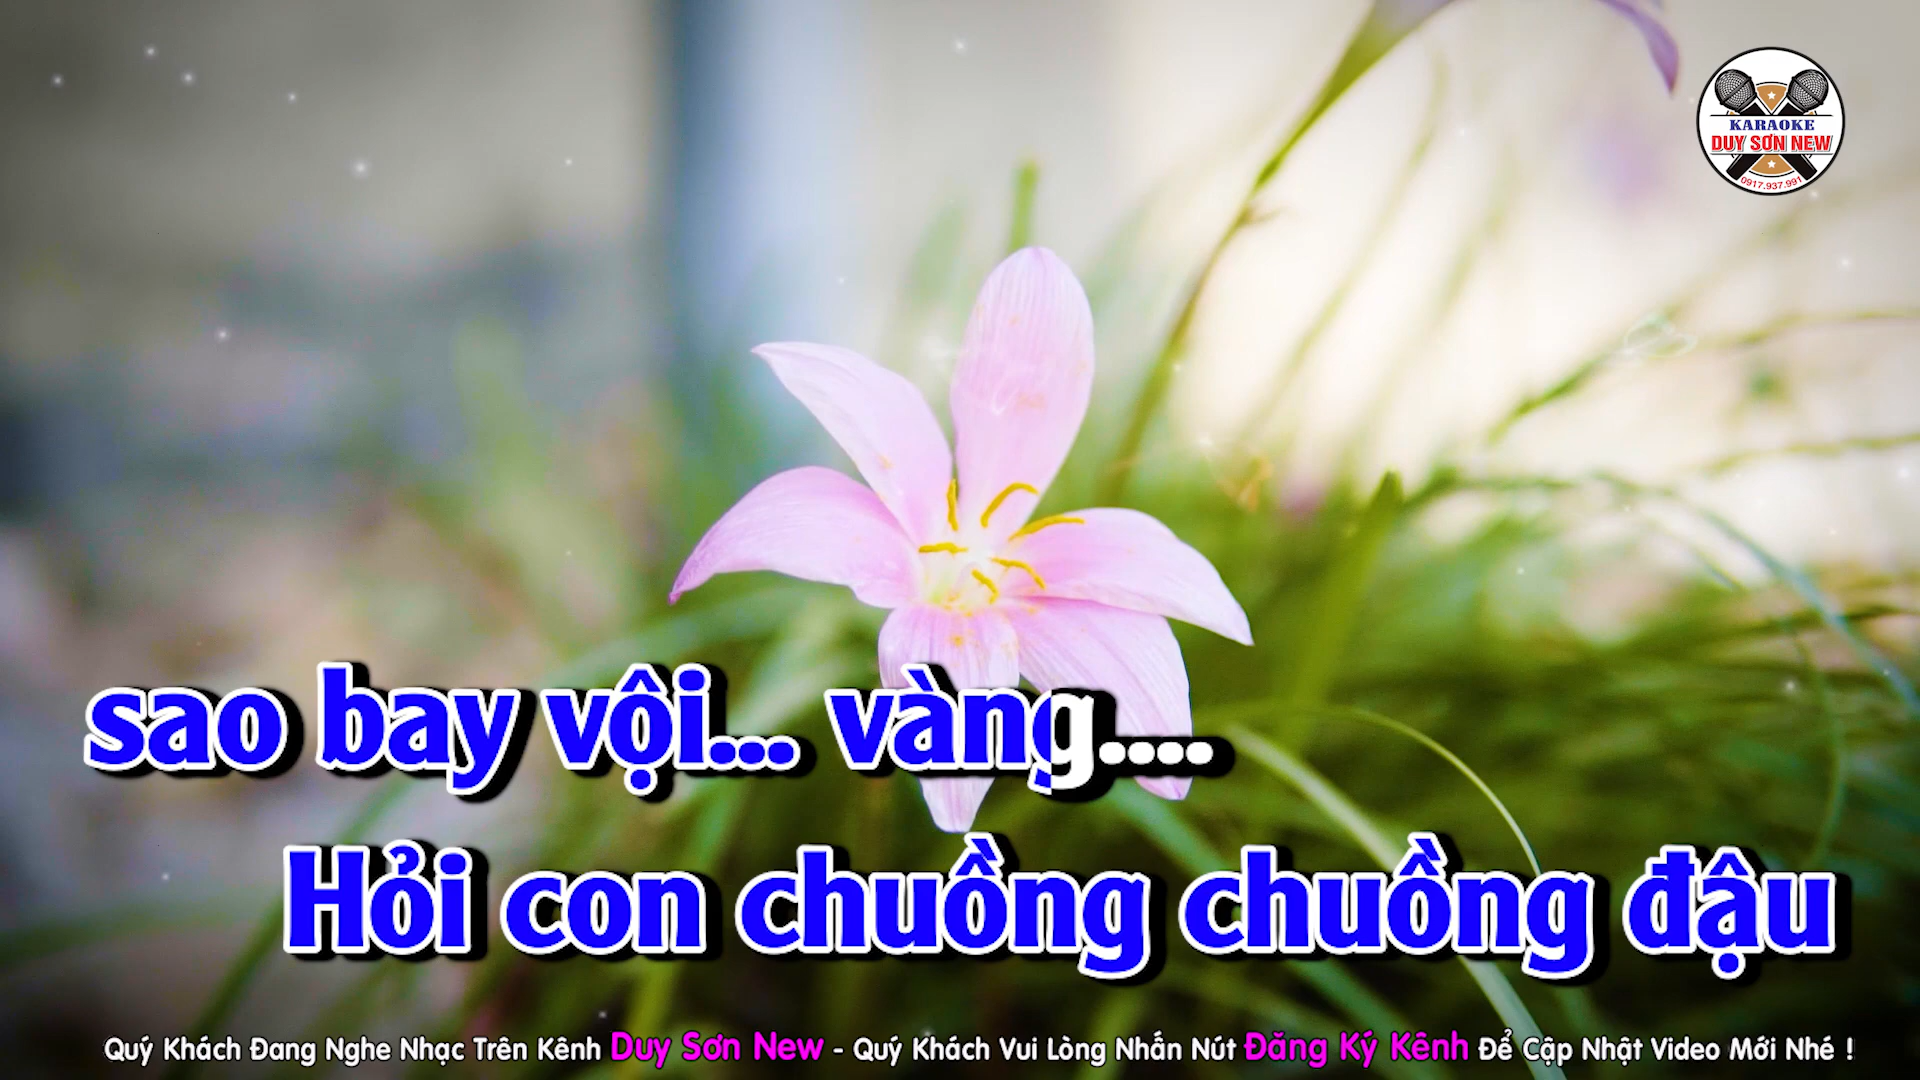 KARAOKE
DUY SƠN NEW
0917.937.991
sao bay vội... vàng....
Hỏi con chuồng chuồng đậu
Quý Khách Đang Nghe Nhạc Trên Kênh Duy Sơn New - Quý Khách Vui Lòng Nhấn Nút Đăng Ký Kênh Để Cập Nhật Video Mới Nhé !